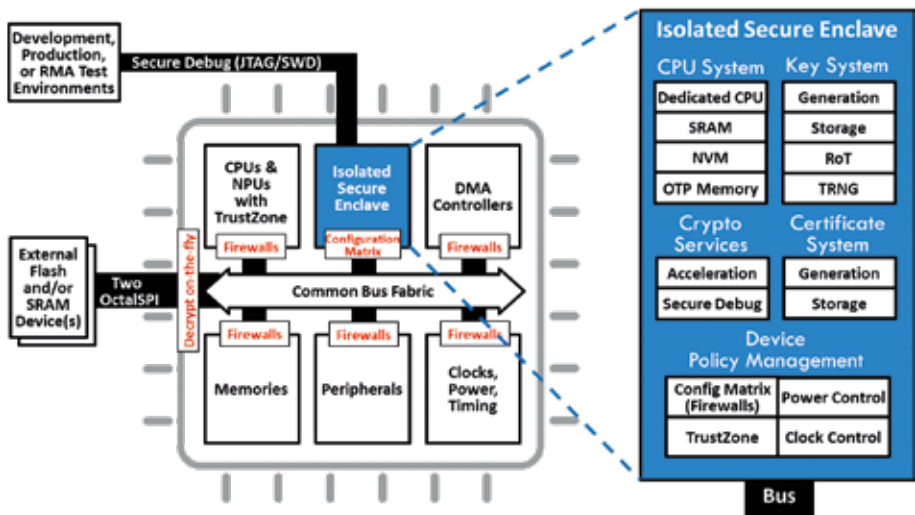 Development,
Production,
or RMA Test
Environments
Secure Debug (JTAG/SWD)
CPUs &
NPUs
with
TrustZone
Firewalls
Isolated
Secure
Enclave
Configuration
Matrix
DMA
Controllers
Firewalls
External
Flash
and/or
SRAM
Device(s)
Two
OctalSPI
Decrypt on-the-fly
Common Bus Fabric
Firewalls
Memories
Firewalls
Peripherals
Firewalls
Clocks,
Power,
Timing
Isolated Secure Enclave
CPU System
Dedicated CPU
SRAM
NVM
OTP Memory
Key System
Generation
Storage
RoT
TRNG
Crypto
Services
Acceleration
Secure Debug
Certificate
System
Generation
Storage
Device
Policy Management
Config Matrix
(Firewalls)
Power Control
TrustZone
Clock Control
Bus